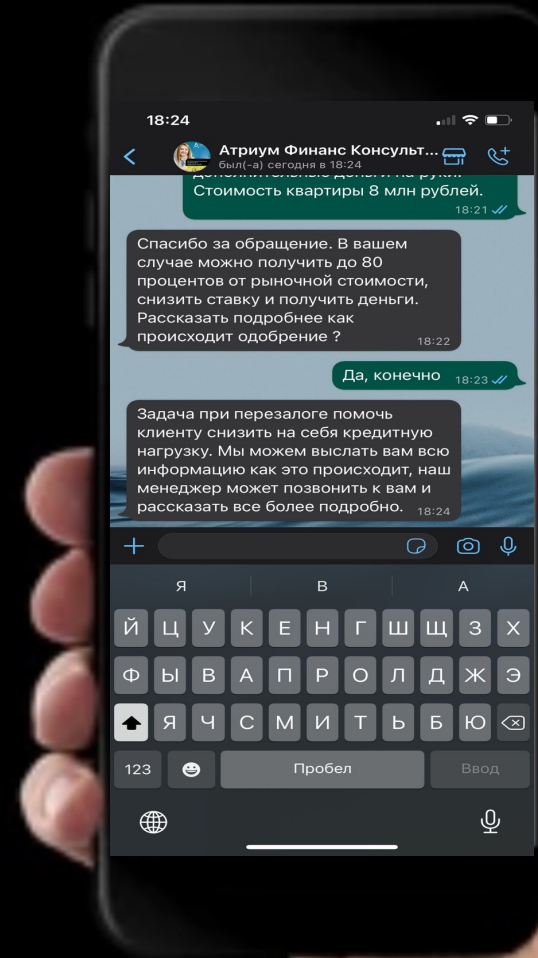 18:24
Атриум Финанс Консульт...
был(-а) сегодня в 18:24
дополнительные деньги на руки.
Стоимость квартиры 8 млн рублей.
18:21
Спасибо за обращение. В вашем
случае можно получить до 80
процентов от рыночной стоимости,
снизить ставку и получить деньги.
Рассказать подробнее как
происходит одобрение ?
18:22
Да, конечно 18:23
Задача при перезалоге помочь
клиенту снизить на себя кредитную
нагрузку. Мы можем выслать вам всю
информацию как это происходит, наш
менеджер может позвонить к вам и
рассказать все более подробно. 18:24
Я В А
Й Ц У К Е Н Г Ш Щ З Х
Ф Ы В А П Р О Л Д Ж Э
Я Ч С М И Т Ь Б Ю
123 Пробел Ввод